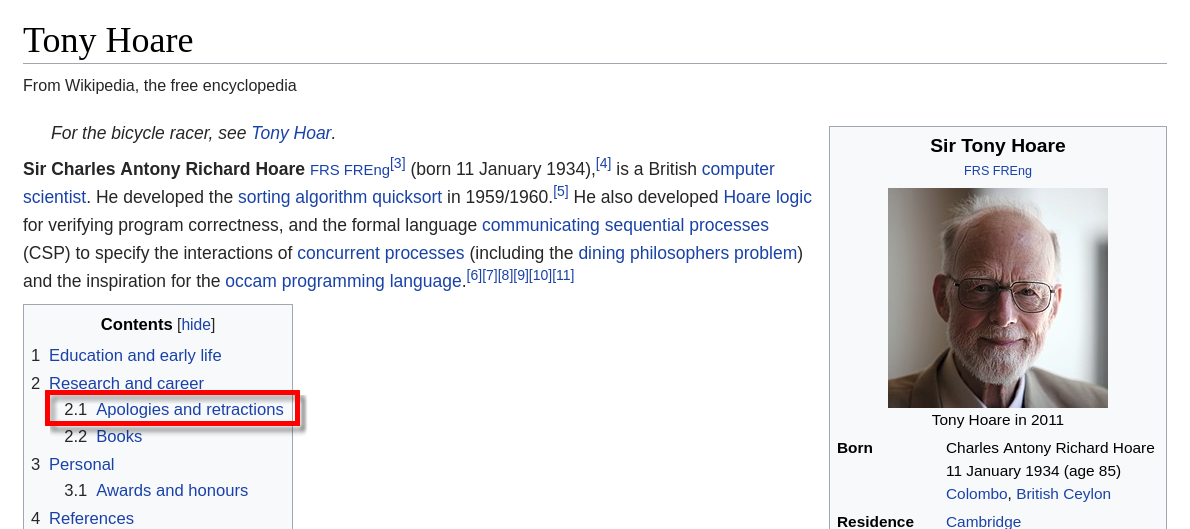 Tony Hoare
From Wikipedia, the free encyclopedia
For the bicycle racer, see Tony Hoar.
Sir Charles Antony Richard Hoare FRS FREng[3] (born 11 January 1934),[4] is a British computer
scientist. He developed the sorting algorithm quicksort in 1959/1960.[5] He also developed Hoare logic
for verifying program correctness, and the formal language communicating sequential processes
(CSP) to specify the interactions of concurrent processes (including the dining philosophers problem)
and the inspiration for the occam programming language.[6][7][8][9][10][11]
Contents [hide]
1 Education and early life
2 Research and career
2.1 Apologies and retractions
2.2 Books
3 Personal
3.1 Awards and honours
4 References
Sir Tony Hoare
FRS FREng
Tony Hoare in 2011
Born Charles Antony Richard Hoare
11 January 1934 (age 85)
Colombo, British Ceylon
Residence Cambridge